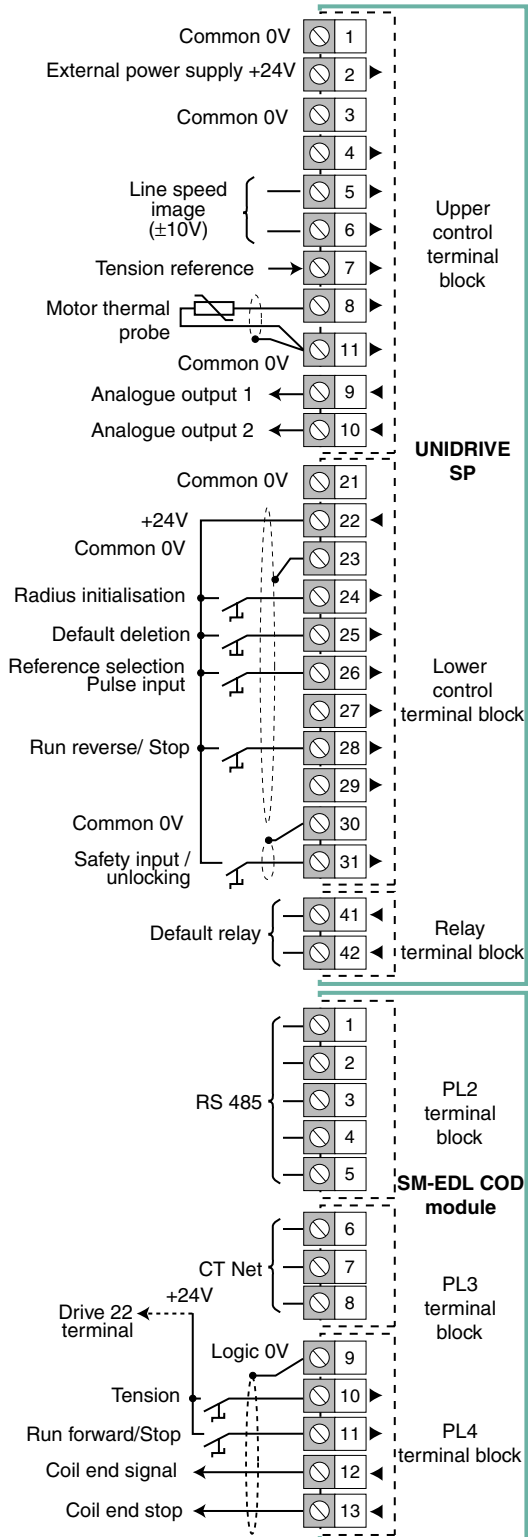 Common 0V 1
External power supply +24V 2
Common 0V 3
4
Line speed
image
(±10V)
5
6
Upper
control
terminal
block
Tension reference 7
Motor thermal
probe
8
Common 0V 11
Analogue output 1 9
Analogue output 2 10
UNIDRIVE
SP
Common 0V 21
+24V 22
Common 0V 23
Radius initialisation 24
Default deletion 25
Reference selection
Pulse input
26
27
Lower
control
terminal block
Run reverse/ Stop 28
29
Common 0V 30
Safety input /
unlocking
31
Default relay
41
42
Relay
terminal block
RS 485
1
2
3
4
5
PL2
terminal
block
SM-EDL COD
module
CT Net
6
7
8
PL3
terminal
block
+24V
Drive 22
terminal
Logic 0V 9
Tension 10
Run forward/Stop 11
Coil end signal 12
Coil end stop 13
PL4
terminal block